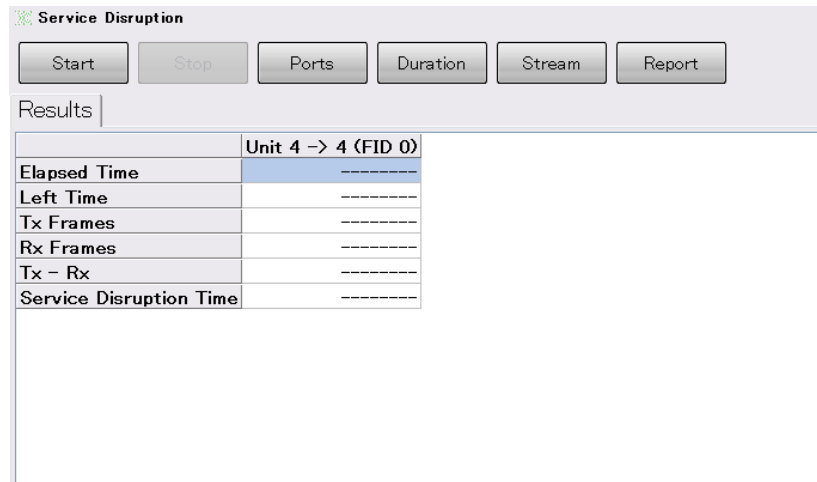 Service Disruption
Start Stop Ports Duration Stream Report
Results
Unit 4 -> 4 (FID 0)
Elapsed Time --------
Left Time --------
Tx Frames --------
Rx Frames --------
Tx - Rx --------
Service Disruption Time --------